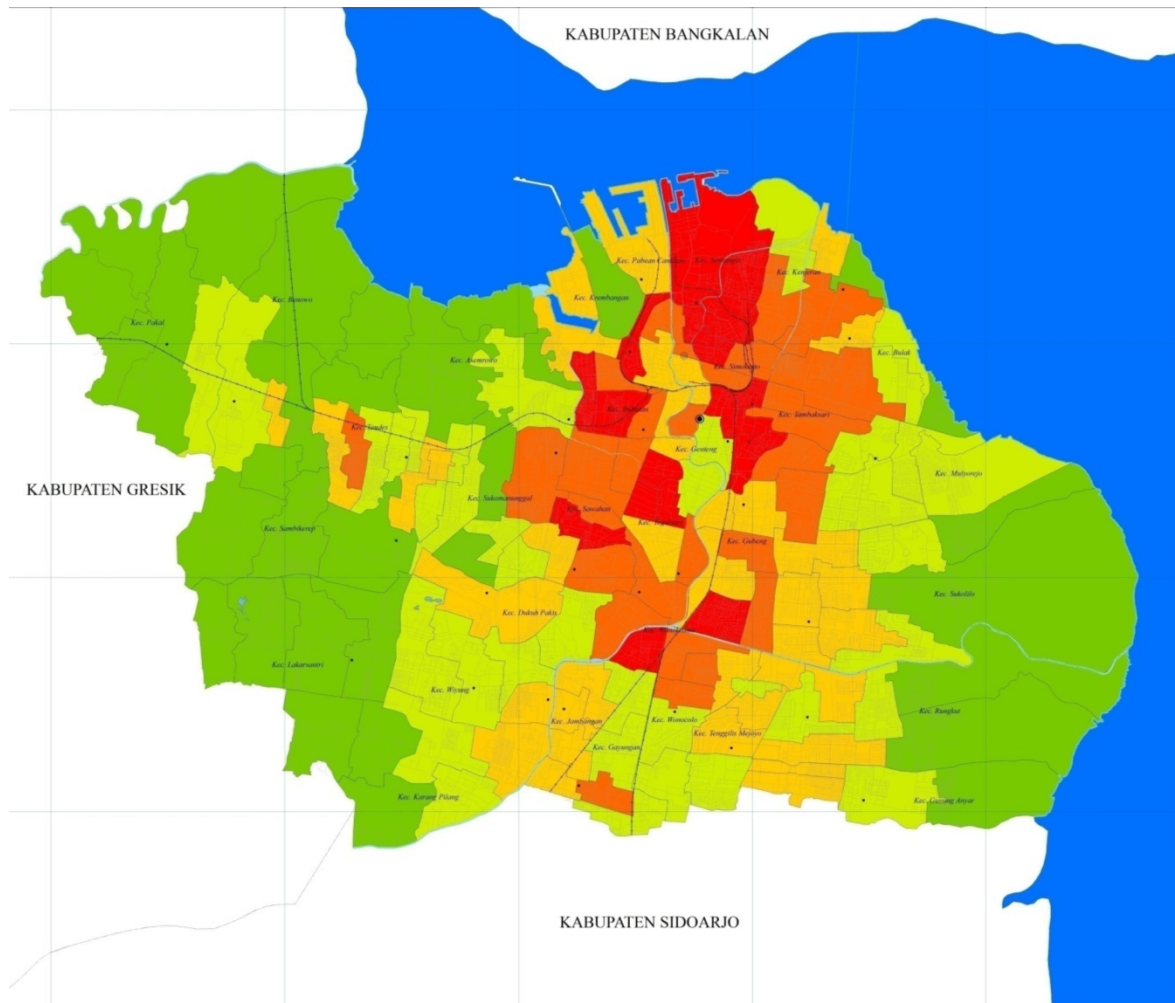 KABUPATEN BANGKALAN
Kec. Pabean Cantikan
Kec. Kenjeran
Kec. Krembangan
Kec. Benowo
Kec. Pakal
Kec. Bulak
Kec. Asemrowo
Kec. Simokerto
Kec. Bubutan
Kec. Tambaksari
Kec. Tandes
Kec. Genteng
Kec. Mulyorejo
KABUPATEN GRESIK
Kec. Sukomanunggal
Kec. Sawahan
Kec. Sambikerep
Kec. Gubeng
Kec. Sukolilo
Kec. Dukuh Pakis
Kec. Lakarsantri
Kec. Wiyung
Kec. Rungkut
Kec. Jambangan
Kec. Wonocolo
Kec. Tenggilis Mejoyo
Kec. Gayungan
Kec. Karang Pilang
Kec. Gunung Anyar
KABUPATEN SIDOARJO